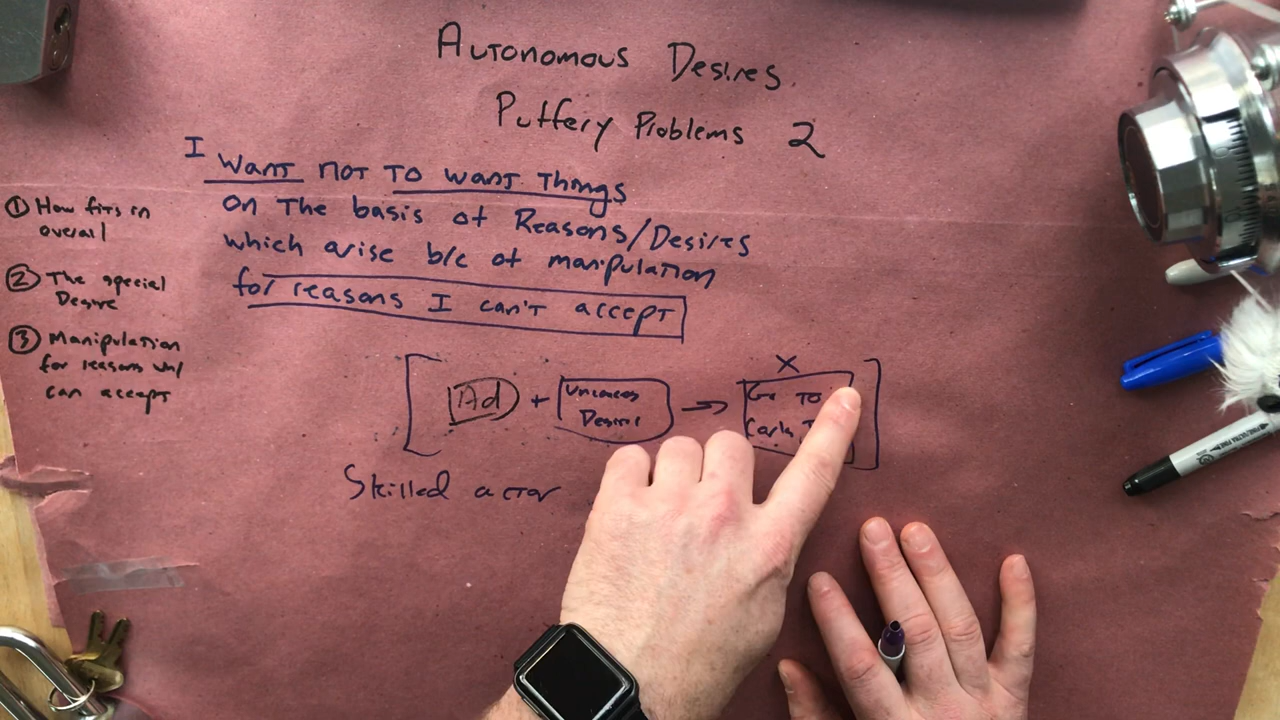 Autonomous Desires
Puffery Problems 2
I want not to want things
on the basis of Reasons/Desires
which arise b/c of manipulation
for reasons I can't accept
① How fits in
overall
② The special
Desire
③ Manipulation
for reasons w/
can accept
[Ad + Desire → Go To]
X
Skilled actor